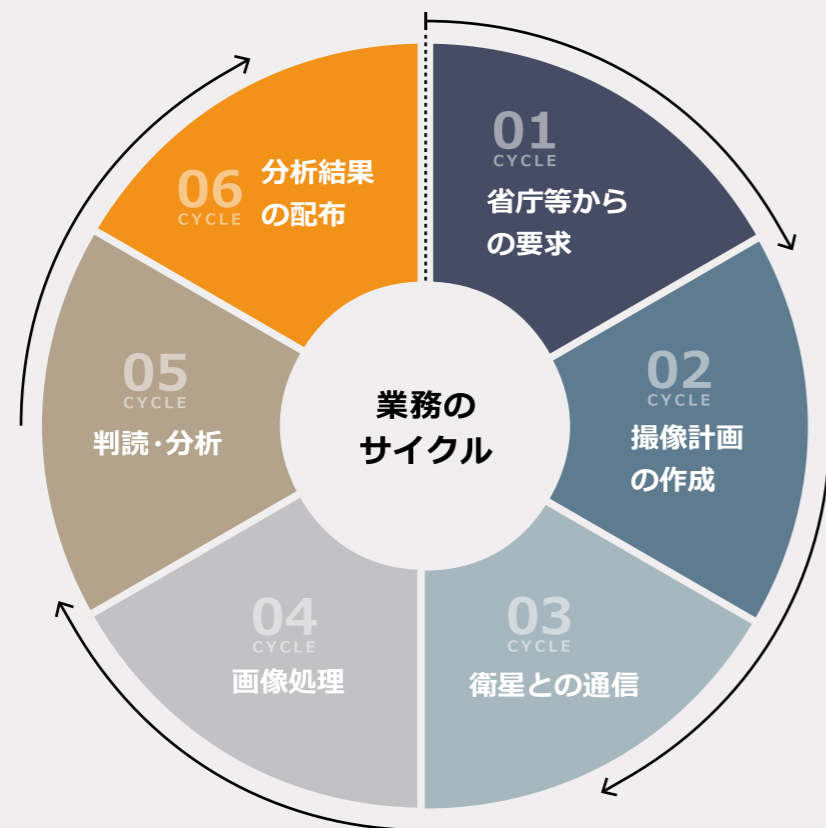 業務の
サイクル
01
CYCLE
省庁等から
の要求
02
CYCLE
撮像計画
の作成
03
CYCLE
衛星との通信
04
CYCLE
画像処理
05
CYCLE
判読・分析
06
CYCLE
分析結果
の配布